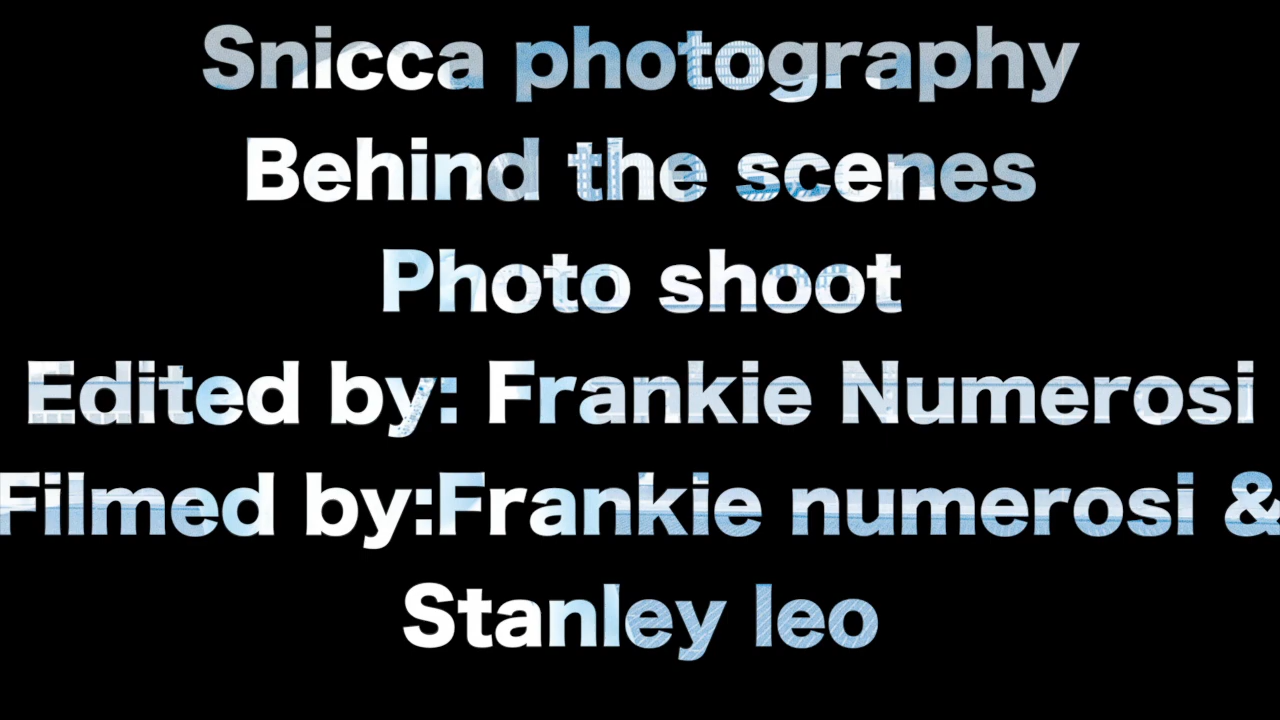 Snicca photography
Behind the scenes
Photo shoot
Edited by: Frankie Numerosi
Filmed by:Frankie numerosi &
Stanley leo